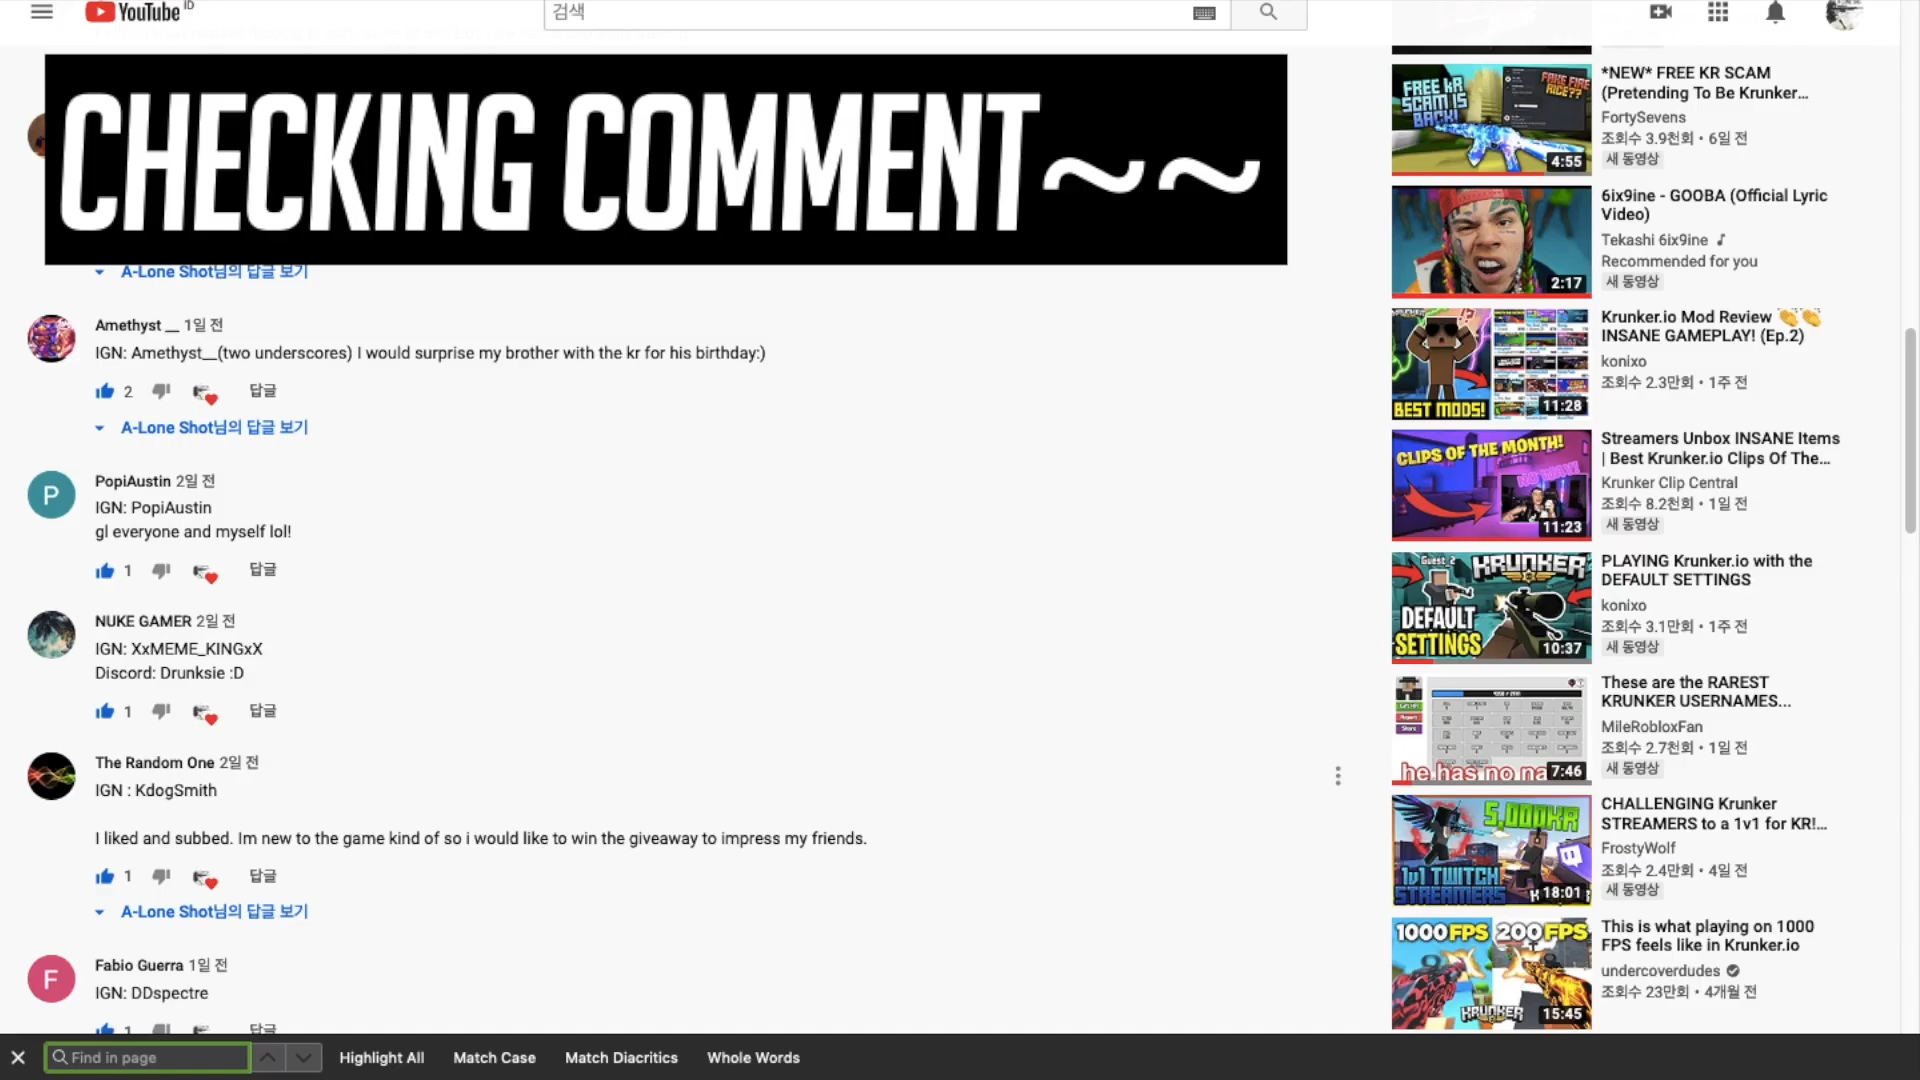 YouTube ID
검색
CHECKING COMMENT~~
A-Lone Shot님의 답글 보기
Amethyst __ 1일 전
IGN: Amethyst__(two underscores) I would surprise my brother with the kr for his birthday:)
2
답글
A-Lone Shot님의 답글 보기
P
PopiAustin 2일 전
IGN: PopiAustin
gl everyone and myself lol!
1
답글
NUKE GAMER 2일 전
IGN: XxMEME_KINGxX
Discord: Drunksie :D
1
답글
The Random One 2일 전
IGN : KdogSmith
I liked and subbed. Im new to the game kind of so i would like to win the giveaway to impress my friends.
1
답글
A-Lone Shot님의 답글 보기
F
Fabio Guerra 1일 전
IGN: DDspectre
1
답글
FREE KR
SCAM IS
BACK!
FAKE FIRE
RICE??
4:55
*NEW* FREE KR SCAM
(Pretending To Be Krunker...
FortySevens
조회수 3.9천회 • 6일 전
새 동영상
2:17
6ix9ine - GOOBA (Official Lyric
Video)
Tekashi 6ix9ine
Recommended for you
새 동영상
BEST MODS!
11:28
Krunker.io Mod Review 👏👏
INSANE GAMEPLAY! (Ep.2)
konixo
조회수 2.3만회 • 1주 전
CLIPS OF THE MONTH!
11:23
Streamers Unbox INSANE Items
| Best Krunker.io Clips Of The...
Krunker Clip Central
조회수 8.2천회 • 1일 전
새 동영상
Guest_2
KRUNKER
DEFAULT
SETTINGS
10:37
PLAYING Krunker.io with the
DEFAULT SETTINGS
konixo
조회수 3.1만회 • 1주 전
새 동영상
he has no na
7:46
These are the RAREST
KRUNKER USERNAMES...
MileRobloxFan
조회수 2.7천회 • 1일 전
새 동영상
5,000KR
1v1 TWITCH
STREAMERS
18:01
CHALLENGING Krunker
STREAMERS to a 1v1 for KR!...
FrostyWolf
조회수 2.4만회 • 4일 전
새 동영상
1000 FPS 200 FPS
KRUNKER
15:45
This is what playing on 1000
FPS feels like in Krunker.io
undercoverdudes
조회수 23만회 • 4개월 전
Find in page
Highlight All
Match Case
Match Diacritics
Whole Words